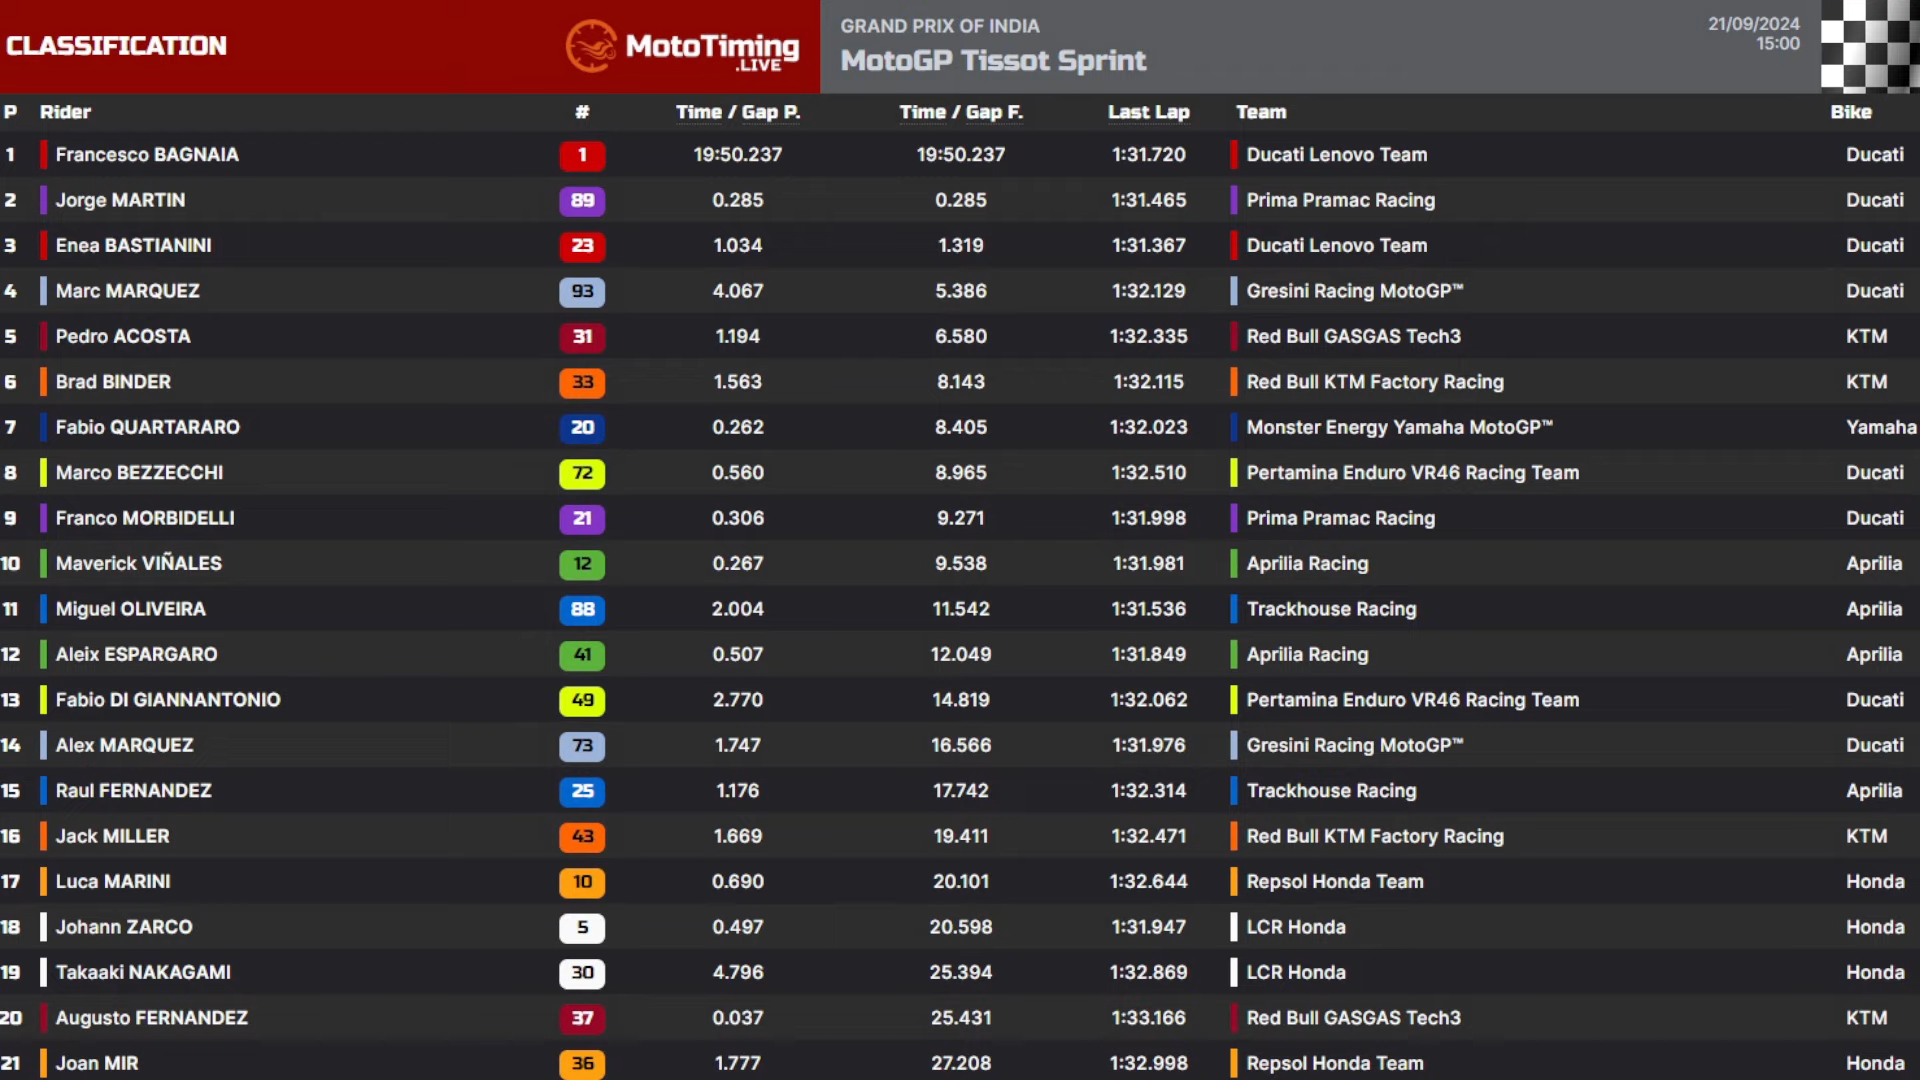 CLASSIFICATION
MotoTiming
.LIVE
GRAND PRIX OF INDIA
MotoGP Tissot Sprint
21/09/2024
15:00
P Rider # Time / Gap P. Time / Gap F. Last Lap Team Bike
1 Francesco BAGNAIA 1 19:50.237 19:50.237 1:31.720 Ducati Lenovo Team Ducati
2 Jorge MARTIN 89 0.285 0.285 1:31.465 Prima Pramac Racing Ducati
3 Enea BASTIANINI 23 1.034 1.319 1:31.367 Ducati Lenovo Team Ducati
4 Marc MARQUEZ 93 4.067 5.386 1:32.129 Gresini Racing MotoGP™ Ducati
5 Pedro ACOSTA 31 1.194 6.580 1:32.335 Red Bull GASGAS Tech3 KTM
6 Brad BINDER 33 1.563 8.143 1:32.115 Red Bull KTM Factory Racing KTM
7 Fabio QUARTARARO 20 0.262 8.405 1:32.023 Monster Energy Yamaha MotoGP™ Yamaha
8 Marco BEZZECCHI 72 0.560 8.965 1:32.510 Pertamina Enduro VR46 Racing Team Ducati
9 Franco MORBIDELLI 21 0.306 9.271 1:31.998 Prima Pramac Racing Ducati
10 Maverick VIÑALES 12 0.267 9.538 1:31.981 Aprilia Racing Aprilia
11 Miguel OLIVEIRA 88 2.004 11.542 1:31.536 Trackhouse Racing Aprilia
12 Aleix ESPARGARO 41 0.507 12.049 1:31.849 Aprilia Racing Aprilia
13 Fabio DI GIANNANTONIO 49 2.770 14.819 1:32.062 Pertamina Enduro VR46 Racing Team Ducati
14 Alex MARQUEZ 73 1.747 16.566 1:31.976 Gresini Racing MotoGP™ Ducati
15 Raul FERNANDEZ 25 1.176 17.742 1:32.314 Trackhouse Racing Aprilia
16 Jack MILLER 43 1.669 19.411 1:32.471 Red Bull KTM Factory Racing KTM
17 Luca MARINI 10 0.690 20.101 1:32.644 Repsol Honda Team Honda
18 Johann ZARCO 5 0.497 20.598 1:31.947 LCR Honda Honda
19 Takaaki NAKAGAMI 30 4.796 25.394 1:32.869 LCR Honda Honda
20 Augusto FERNANDEZ 37 0.037 25.431 1:33.166 Red Bull GASGAS Tech3 KTM
21 Joan MIR 36 1.777 27.208 1:32.998 Repsol Honda Team Honda